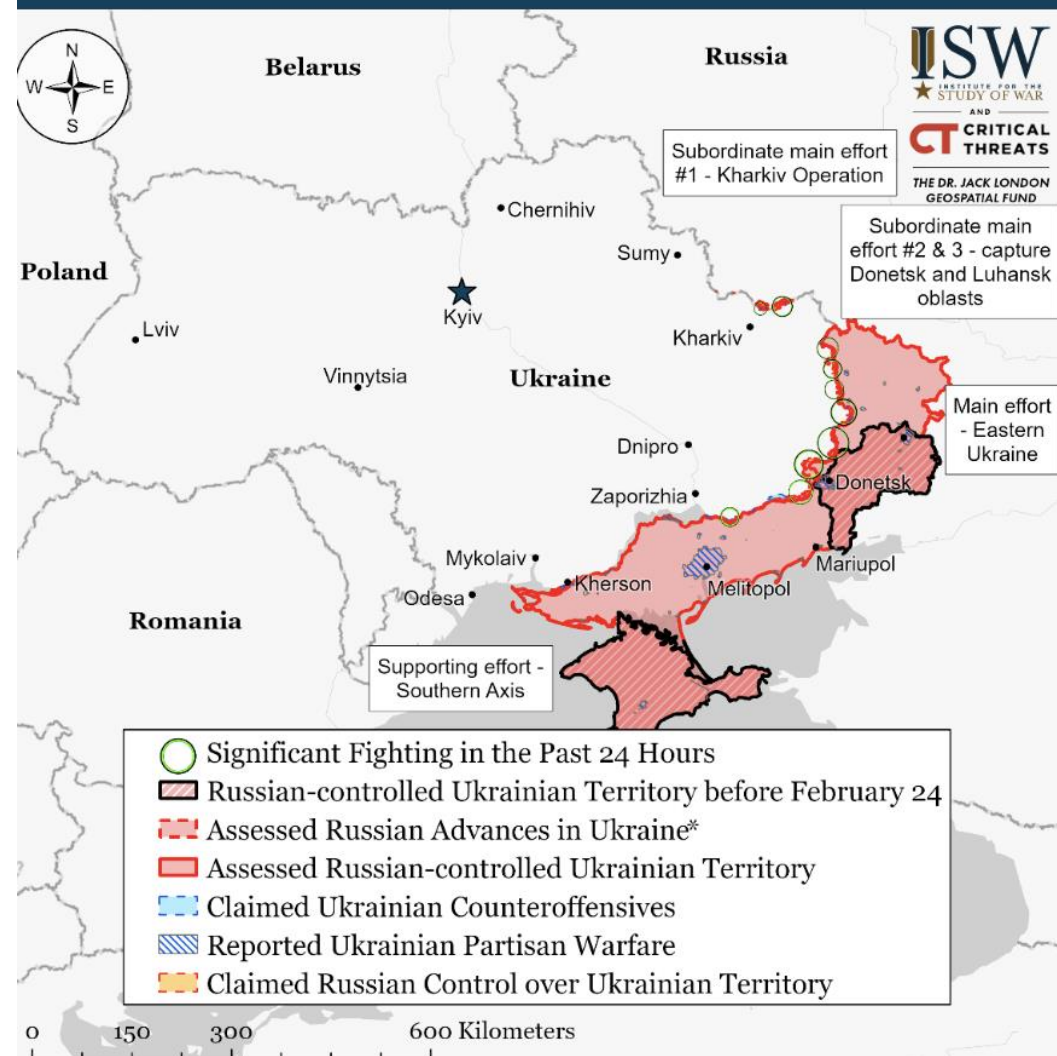 N
W
E
S
Belarus
Russia
ISW
INSTITUTE FOR THE
STUDY OF WAR
AND
CT CRITICAL
THREATS
THE DR. JACK LONDON
GEOSPATIAL FUND
Subordinate main effort
#1 - Kharkiv Operation
Subordinate main
effort #2 & 3 - capture
Donetsk and Luhansk
oblasts
Chernihiv
Sumy
Poland
Kyiv
Lviv
Kharkiv
Vinnytsia
Ukraine
Main effort
- Eastern
Ukraine
Dnipro
Donetsk
Zaporizhia
Mykolaiv
Mariupol
Kherson
Melitopol
Odesa
Romania
Supporting effort -
Southern Axis
Significant Fighting in the Past 24 Hours
Russian-controlled Ukrainian Territory before February 24
Assessed Russian Advances in Ukraine*
Assessed Russian-controlled Ukrainian Territory
Claimed Ukrainian Counteroffensives
Reported Ukrainian Partisan Warfare
Claimed Russian Control over Ukrainian Territory
0 150 300 600 Kilometers